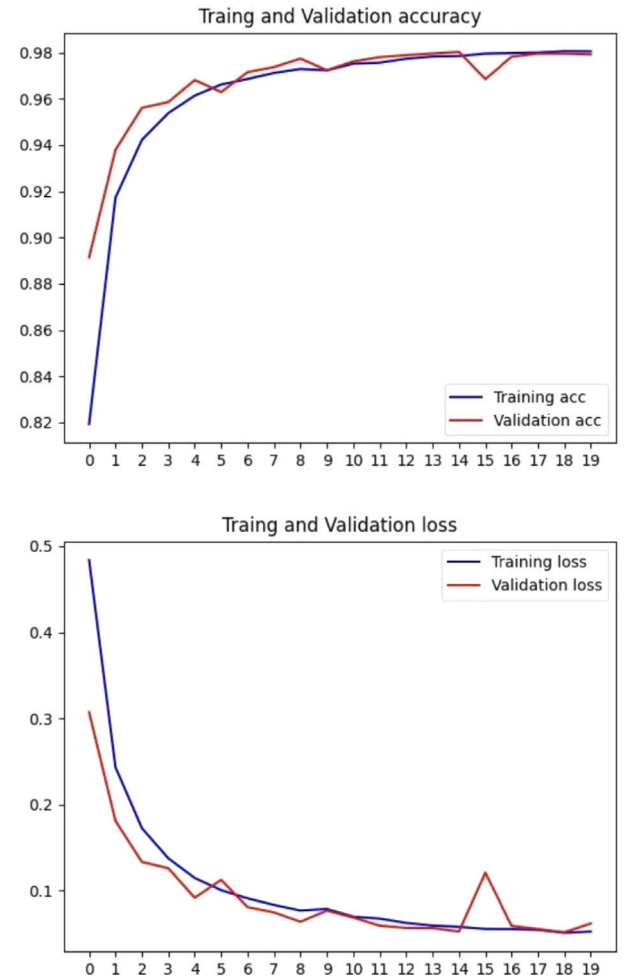 Traing and Validation accuracy
0.98
0.96
0.94
0.92
0.90
0.88
0.86
0.84
0.82
Training acc
Validation acc
0 1 2 3 4 5 6 7 8 9 10 11 12 13 14 15 16 17 18 19
Traing and Validation loss
0.5
0.4
0.3
0.2
0.1
Training loss
Validation loss
0 1 2 3 4 5 6 7 8 9 10 11 12 13 14 15 16 17 18 19